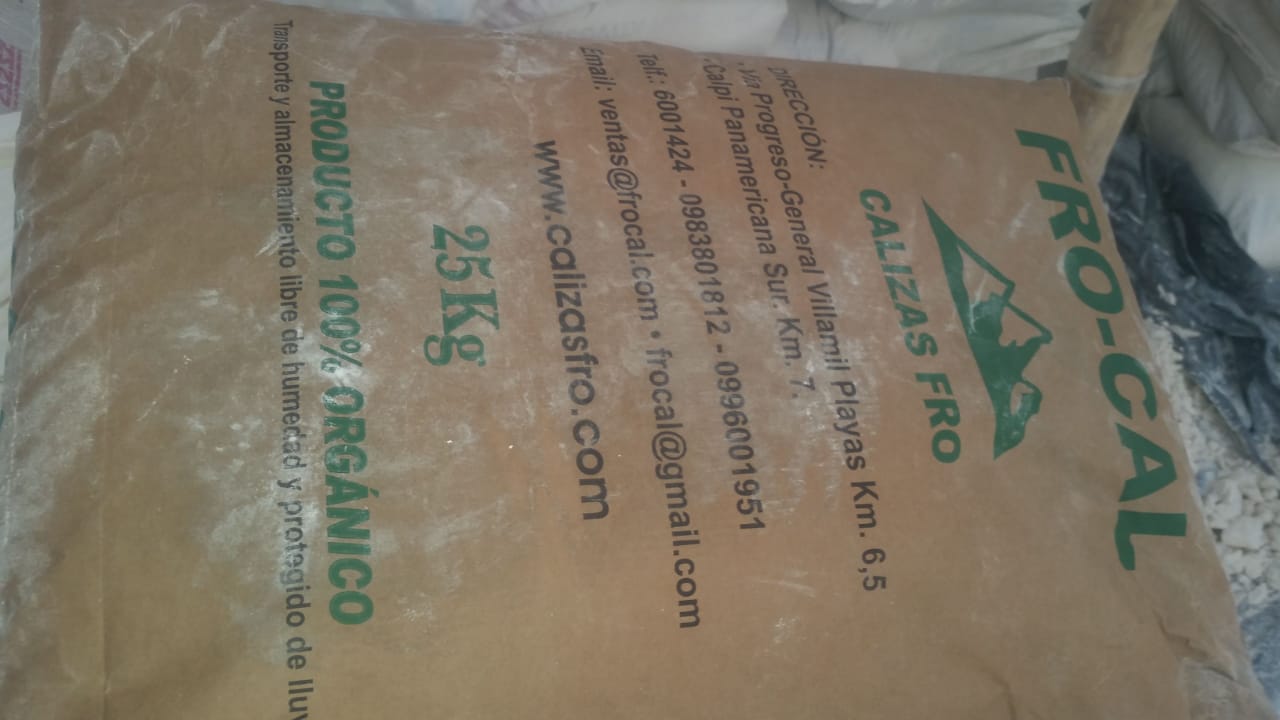 FRO-CAL
CALIZAS FRO
DIRECCIÓN:
. Vía Progreso-General Villamil Playas Km. 6,5
. Calpi Panamericana Sur. Km. 7.
Telf.: 6001424 - 0983801812 - 0996001951
Email: ventas@frocal.com • frocal@gmail.com
www.calizasfro.com
25 Kg
PRODUCTO 100% ORGÁNICO
Transporte y almacenamiento libre de humedad y protegido de lluv